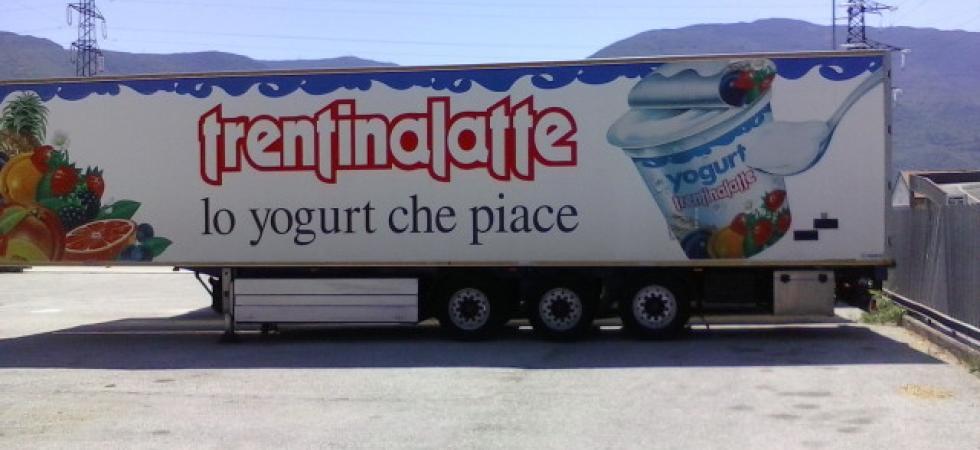 trentinalatte
lo yogurt che piace
yogurt
trentinalatte